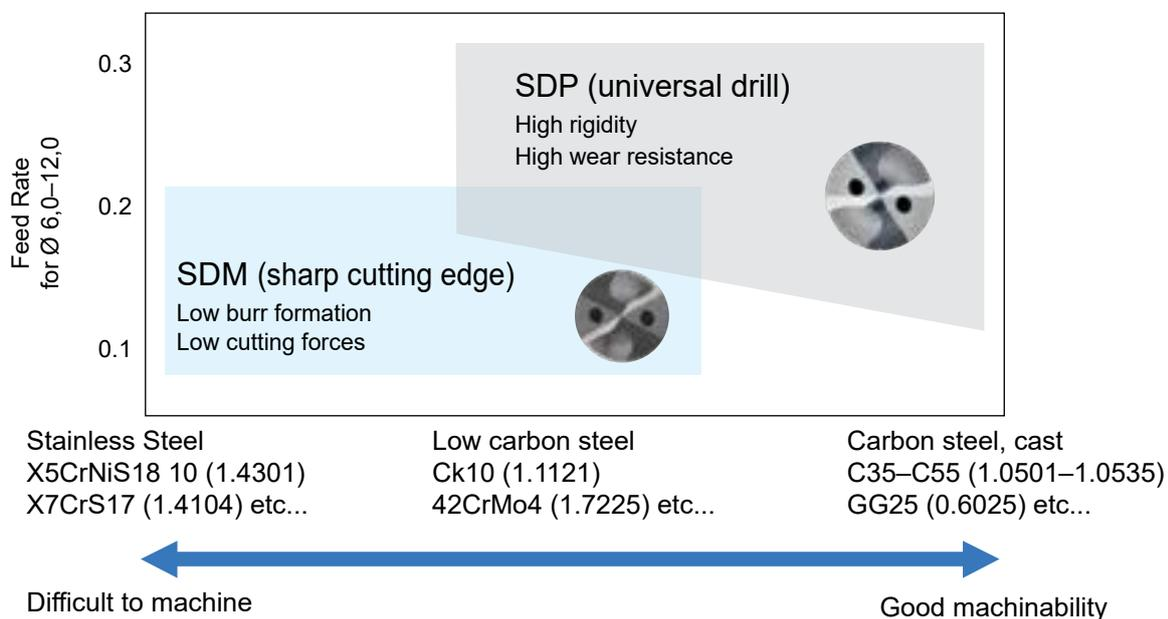 0.3
0.2
0.1
Feed Rate
for Ø 6,0–12,0
SDP (universal drill)
High rigidity
High wear resistance
SDM (sharp cutting edge)
Low burr formation
Low cutting forces
Stainless Steel
X5CrNiS18 10 (1.4301)
X7CrS17 (1.4104) etc...
Low carbon steel
Ck10 (1.1121)
42CrMo4 (1.7225) etc...
Carbon steel, cast
C35–C55 (1.0501–1.0535)
GG25 (0.6025) etc...
Difficult to machine
Good machinability